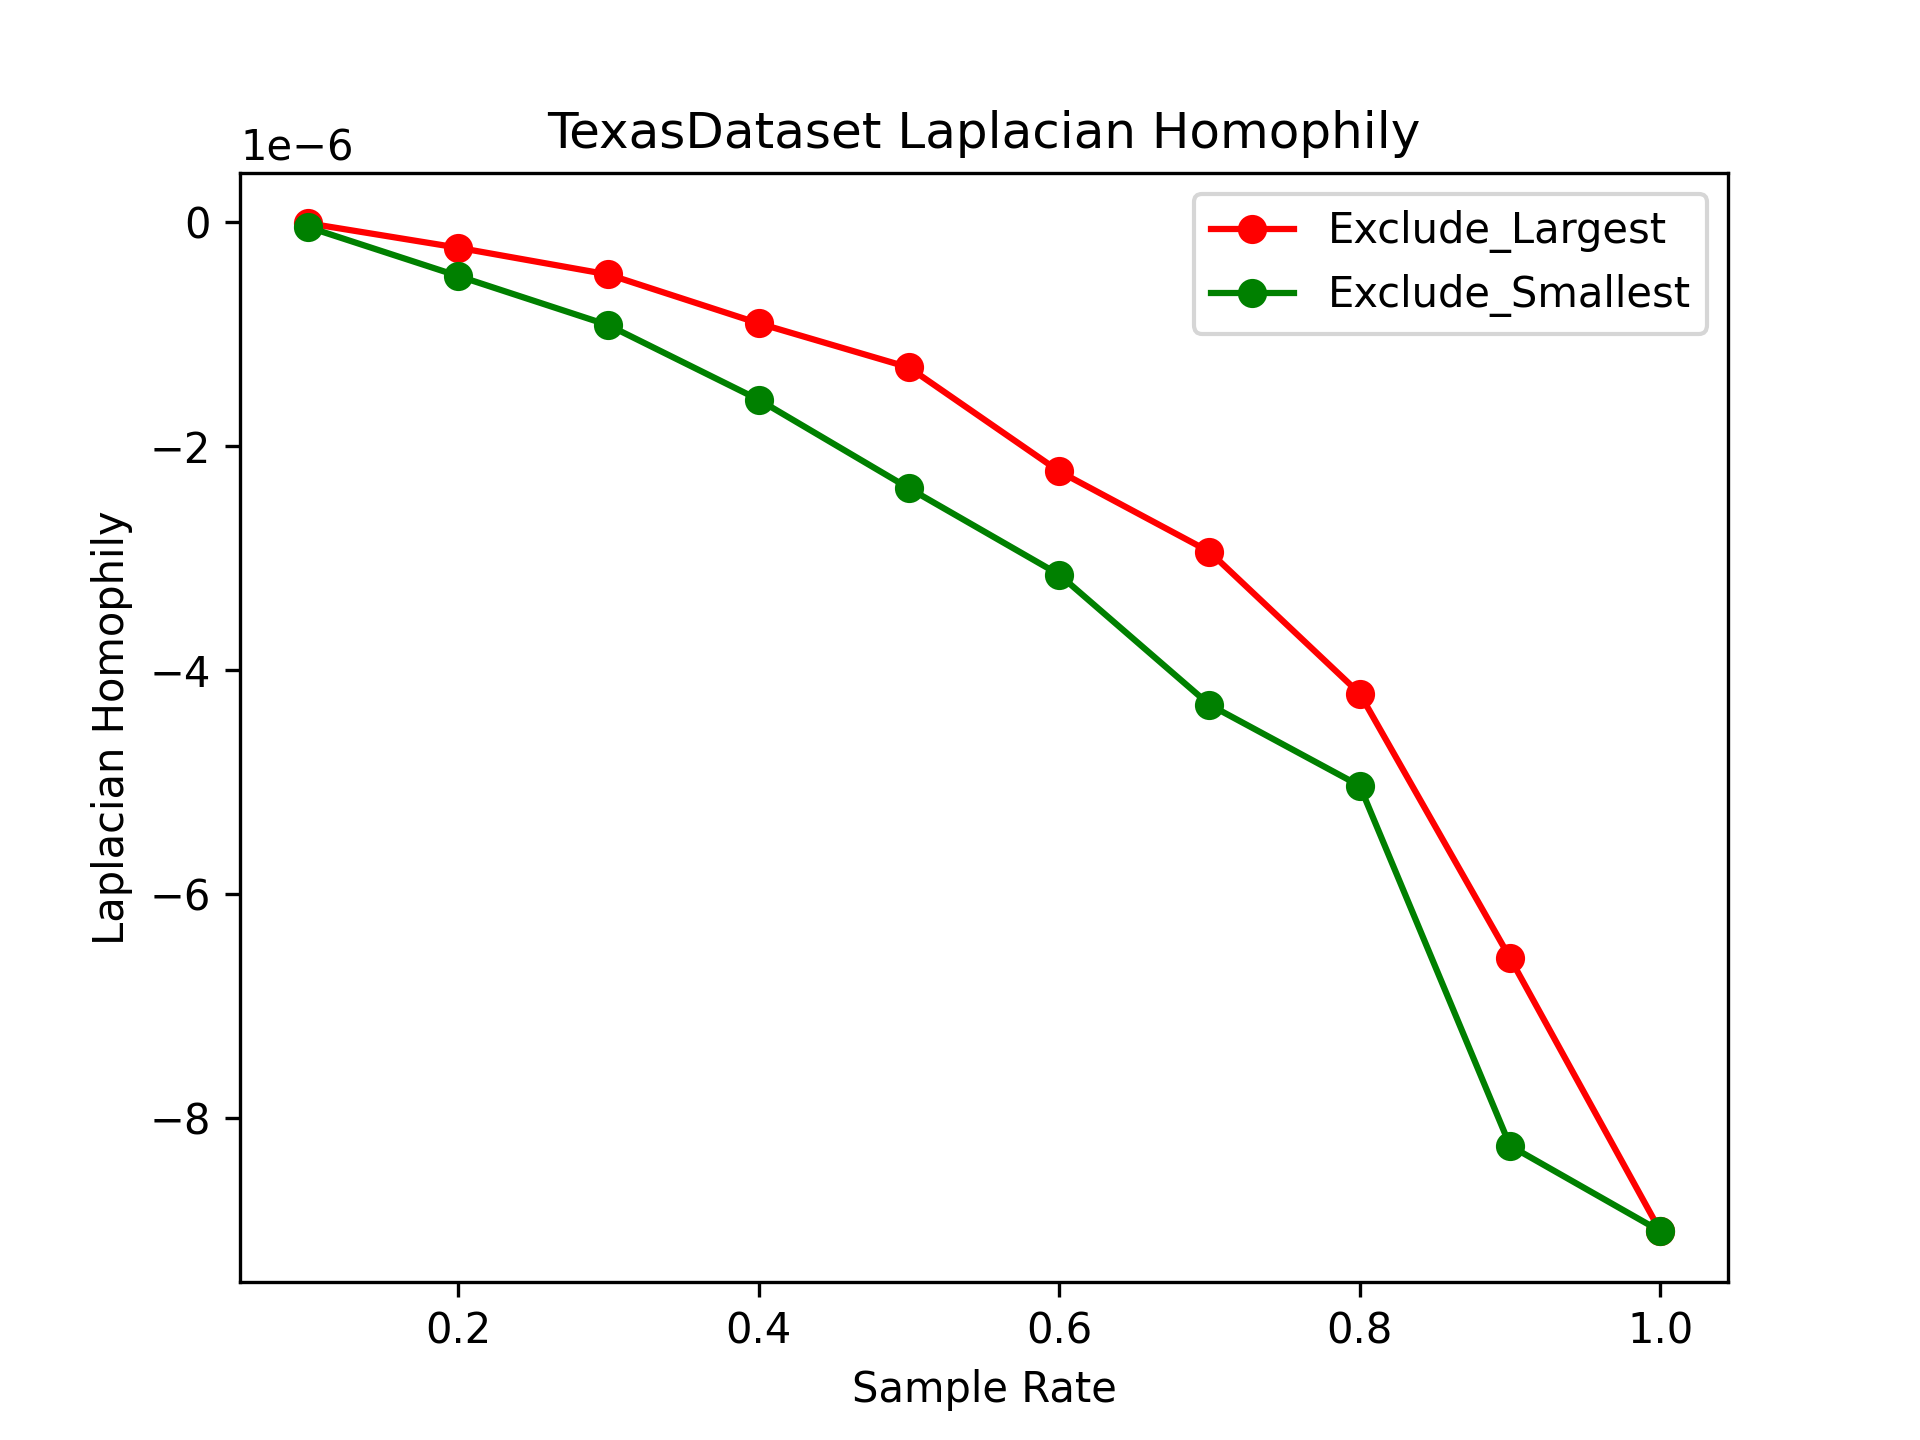 TexasDataset Laplacian Homophily
1e−6
0
−2
−4
−6
−8
Laplacian Homophily
Exclude_Largest
Exclude_Smallest
0.2 0.4 0.6 0.8 1.0
Sample Rate